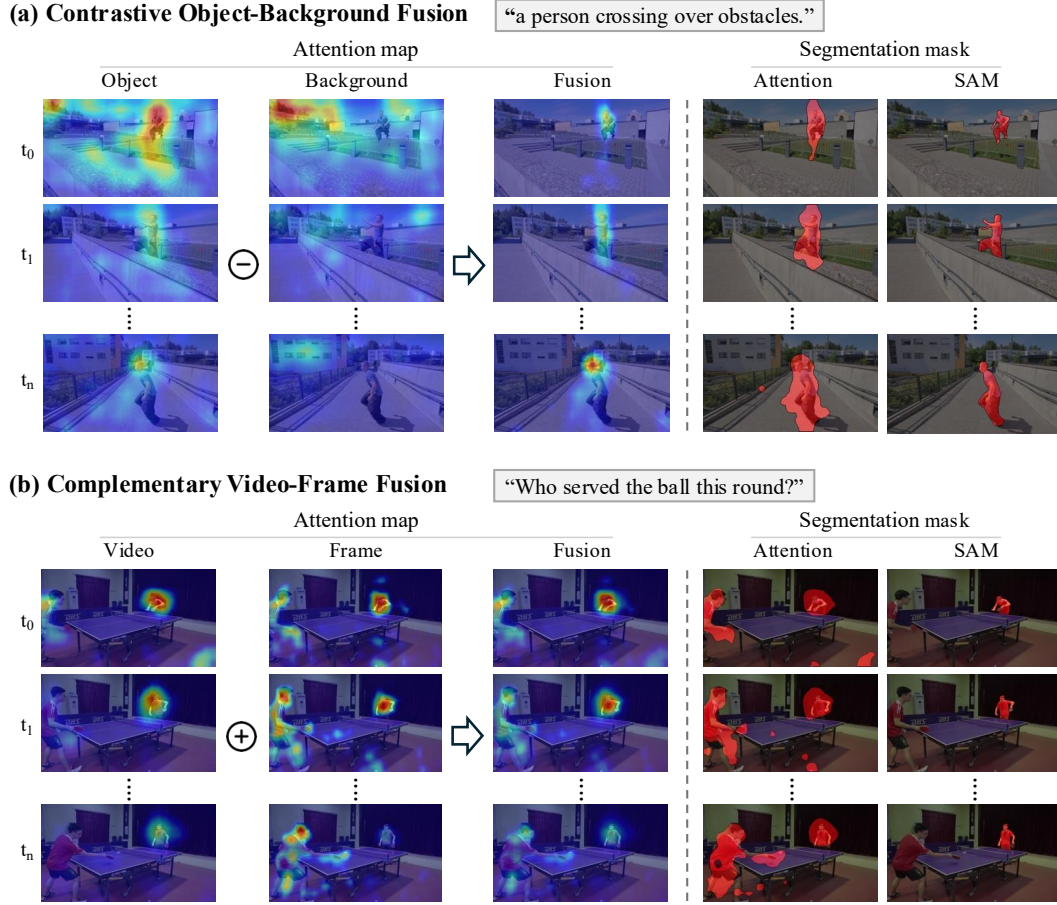 (a) Contrastive Object-Background Fusion
“a person crossing over obstacles.”
Attention map
Segmentation mask
Object
Background
Fusion
Attention
SAM
t0
t1
tn
(b) Complementary Video-Frame Fusion
“Who served the ball this round?”
Attention map
Segmentation mask
Video
Frame
Fusion
Attention
SAM
t0
t1
tn